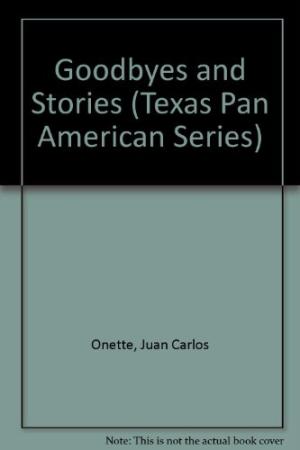 Goodbyes and
Stories (Texas Pan
American Series)
Onette, Juan Carlos
Note: This is not the actual book cover